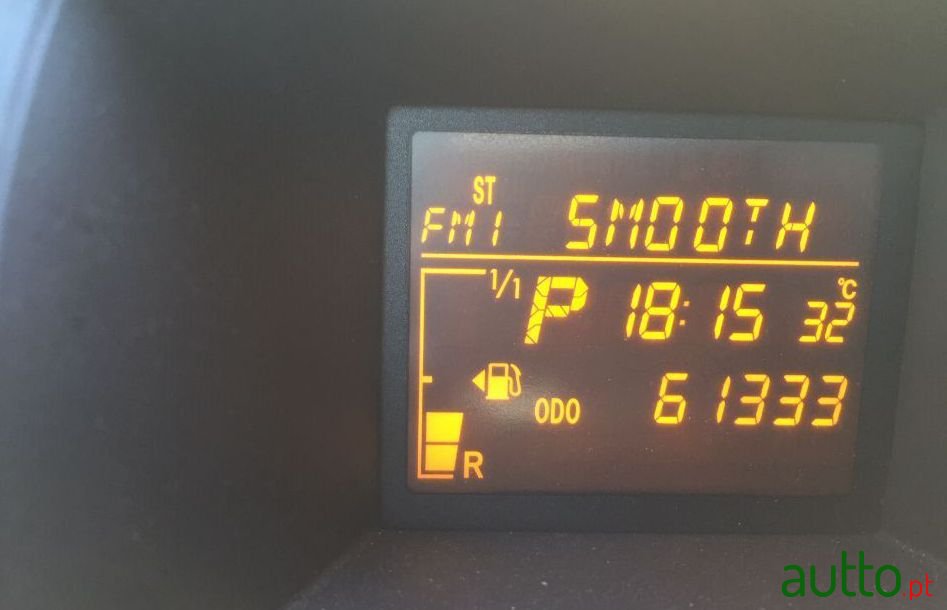 ST
FM1 SMOOTH
1/1 P 18:15 32 °C
ODO 61333
R
autto.pt